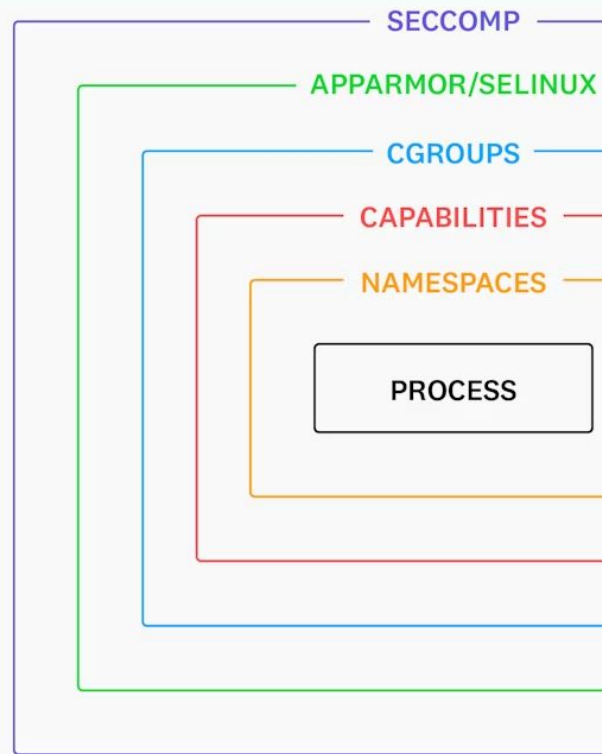 SECCOMP
APPARMOR/SELINUX
CGROUPS
CAPABILITIES
NAMESPACES
PROCESS